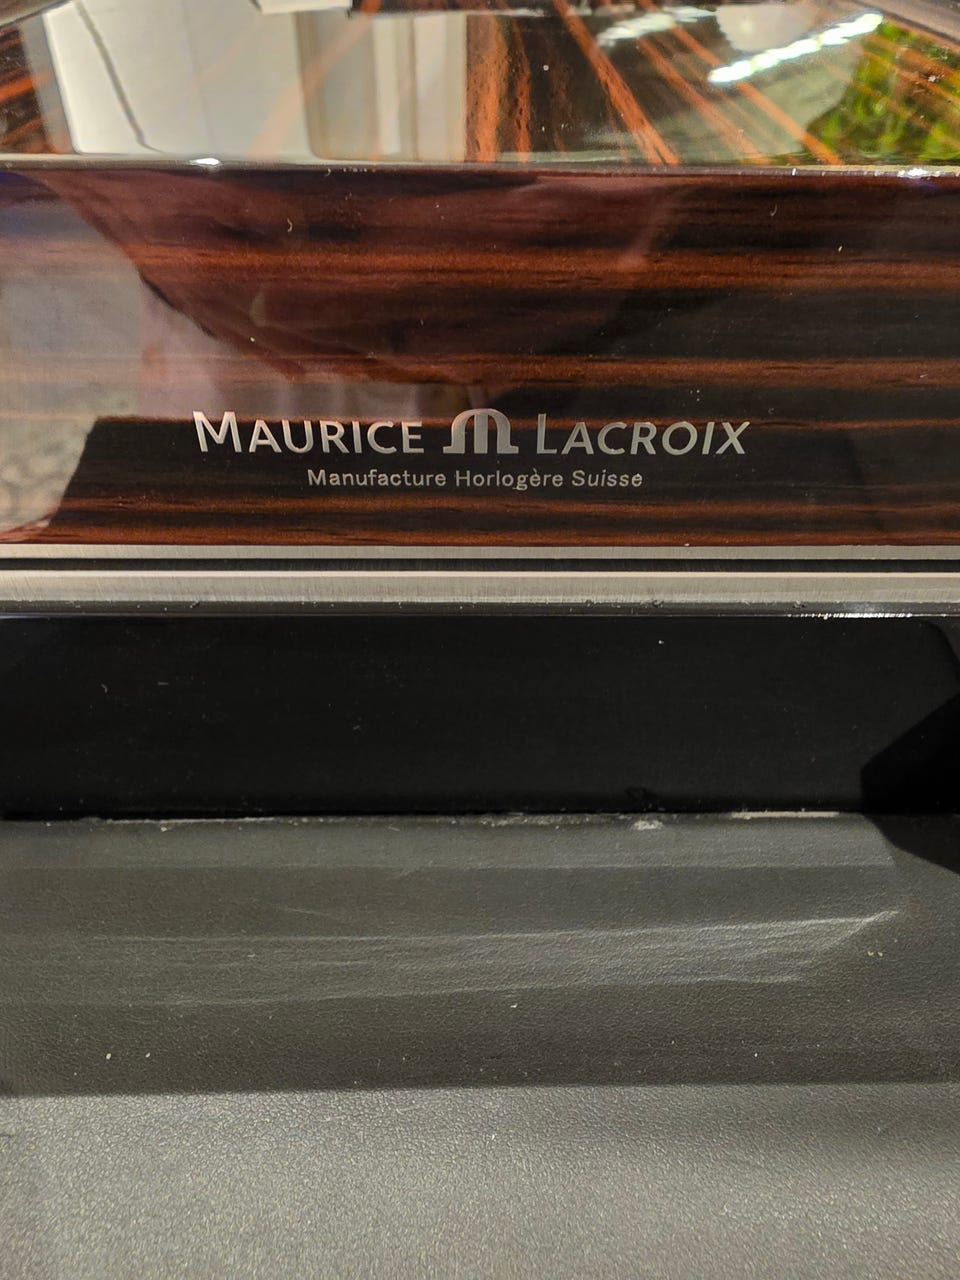 MAURICE LACROIX
Manufacture Horlogère Suisse